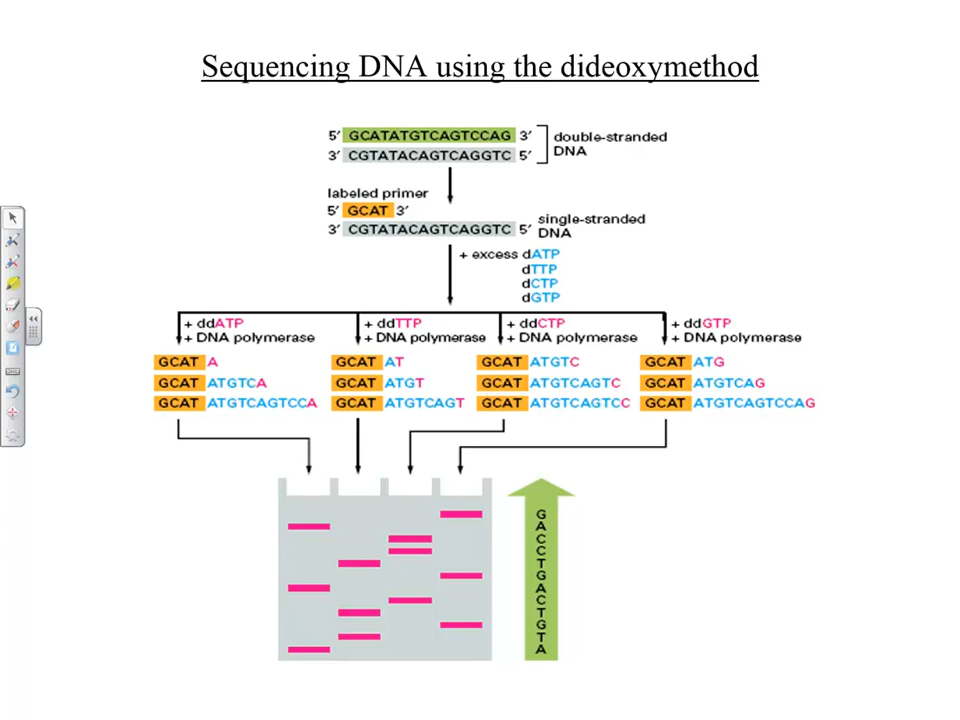 Sequencing DNA using the dideoxymethod
5′ GCATATGTCAGTCCAG 3′
3′ CGTATACAGTCAGGTC 5′
double-stranded
DNA
labeled primer
5′ GCAT 3′
3′ CGTATACAGTCAGGTC 5′
single-stranded
DNA
+ excess dATP
dTTP
dCTP
dGTP
+ ddATP
+ DNA polymerase
+ ddTTP
+ DNA polymerase
+ ddCTP
+ DNA polymerase
+ ddGTP
+ DNA polymerase
GCAT A
GCAT ATGTCA
GCAT ATGTCAGTCCA
GCAT AT
GCAT ATGT
GCAT ATGTCAGT
GCAT ATGTC
GCAT ATGTCAGTC
GCAT ATGTCAGTCC
GCAT ATG
GCAT ATGTCAG
GCAT ATGTCAGTCCAG
G
A
C
C
T
G
A
C
T
G
T
A